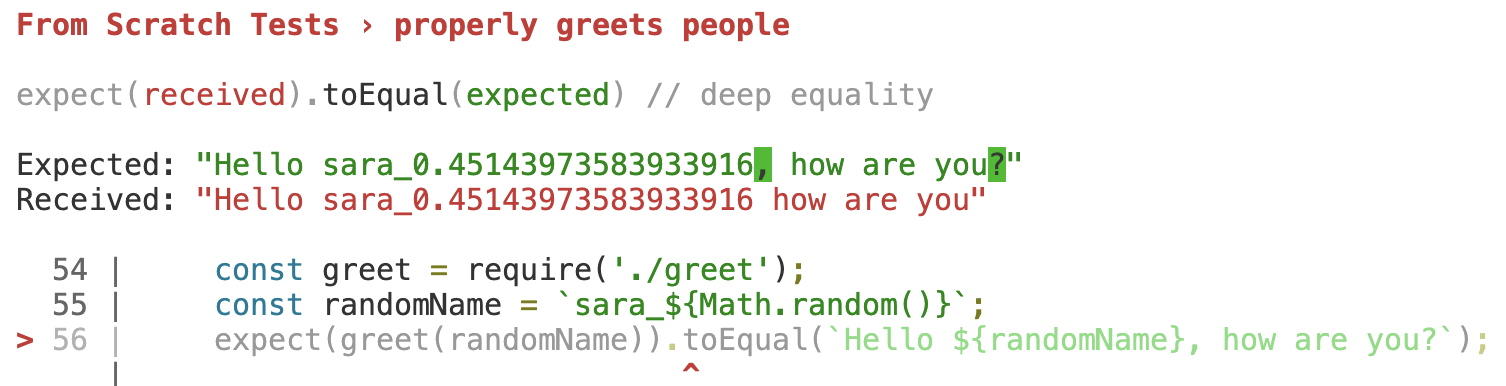 From Scratch Tests › properly greets people
expect(received).toEqual(expected) // deep equality
Expected: "Hello sara_0.45143973583933916, how are you?"
Received: "Hello sara_0.45143973583933916 how are you"
54 |     const greet = require('./greet');
55 |     const randomName = `sara_${Math.random()}`;
> 56 |     expect(greet(randomName)).toEqual(`Hello ${randomName}, how are you?`);
|                               ^